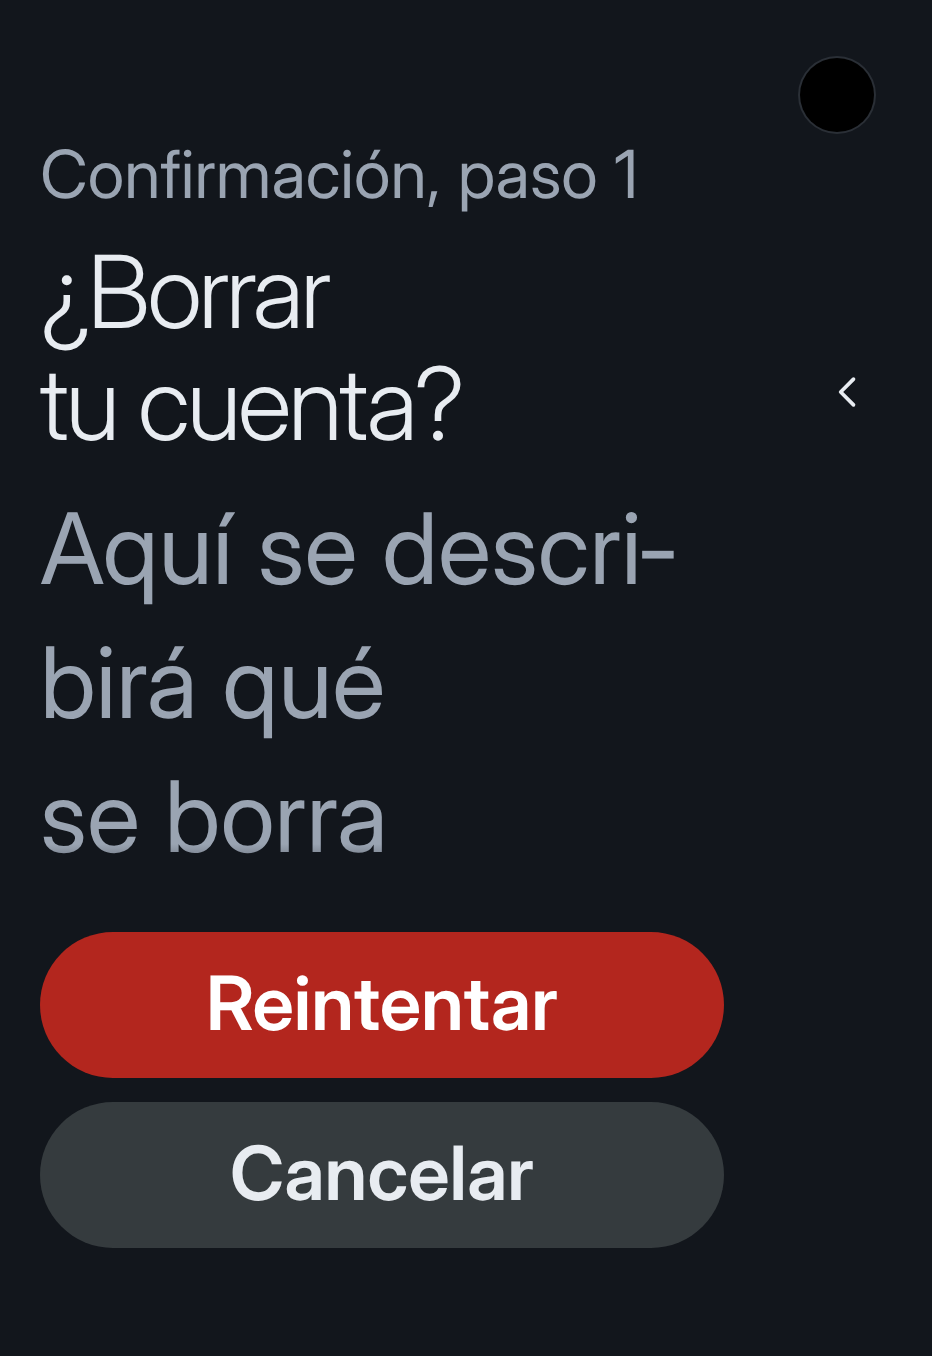 Confirmación, paso 1
¿Borrar
tu cuenta?
Aquí se descri-
birá qué
se borra
Reintentar
Cancelar